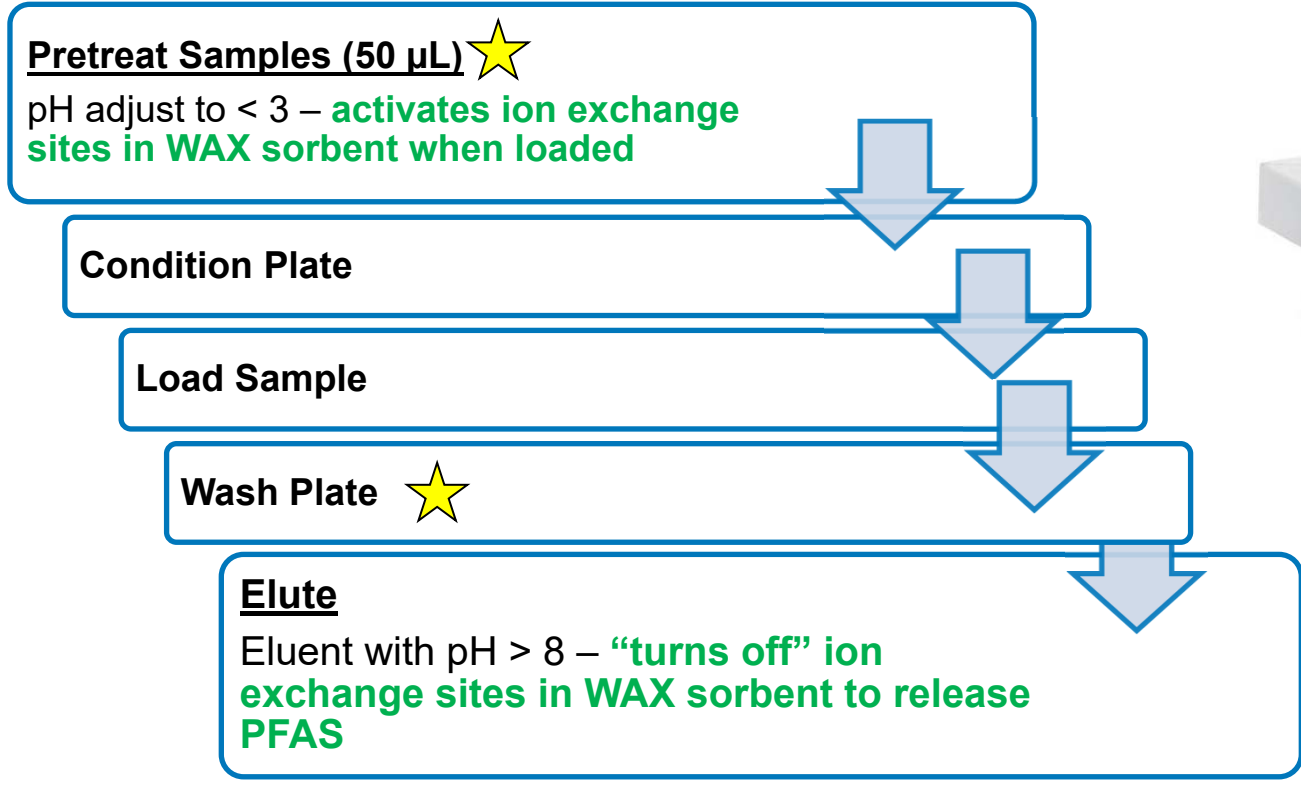 Pretreat Samples (50 µL)
pH adjust to < 3 – activates ion exchange
sites in WAX sorbent when loaded
Condition Plate
Load Sample
Wash Plate
Elute
Eluent with pH > 8 – “turns off” ion
exchange sites in WAX sorbent to release
PFAS